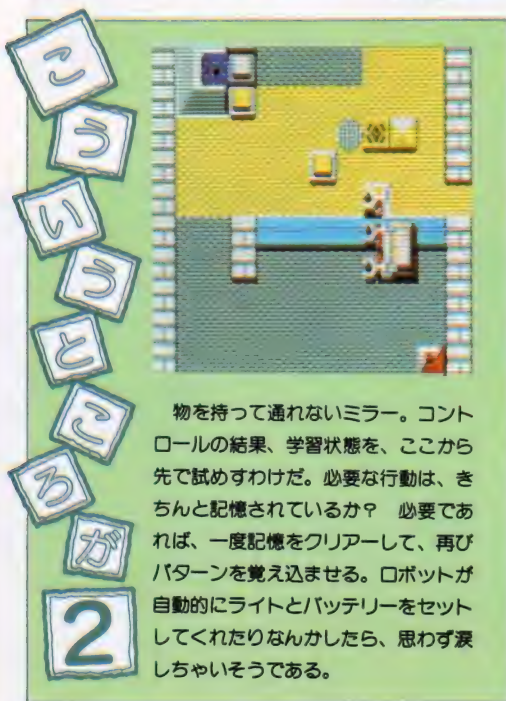 こういうところが
2
物を持って通れないミラー。コント
ロールの結果、学習状態を、ここから
先で試めすわけだ。必要な行動は、き
ちんと記憶されているか? 必要であ
れば、一度記憶をクリアーして、再び
パターンを覚え込ませる。ロボットが
自動的にライトとバッテリーをセット
してくれたりなんかしたら、思わず涙
しちゃいそうである。